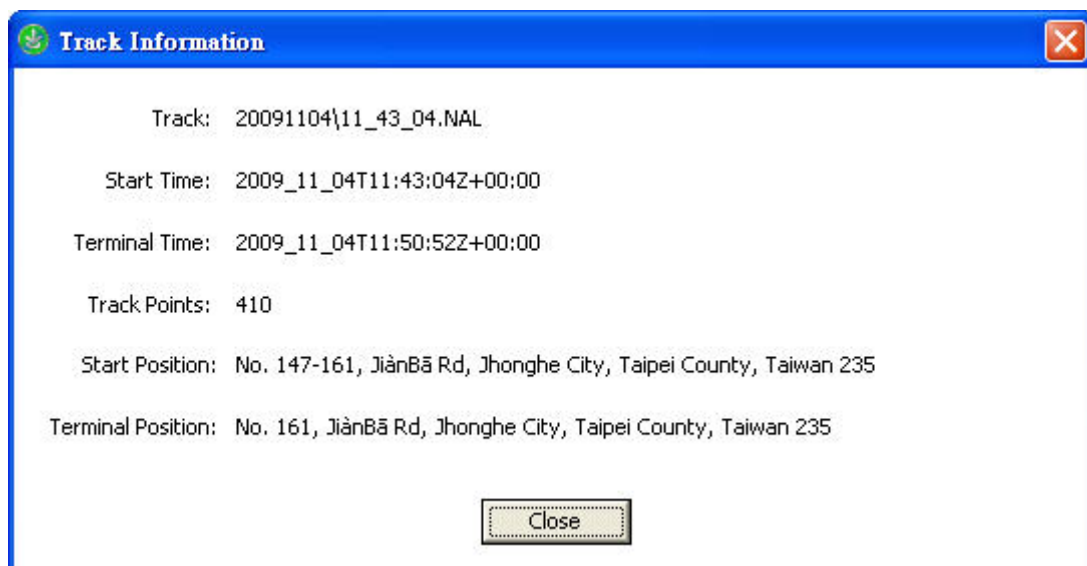 Track Information
Track: 20091104\11_43_04.NAL
Start Time: 2009_11_04T11:43:04Z+00:00
Terminal Time: 2009_11_04T11:50:52Z+00:00
Track Points: 410
Start Position: No. 147-161, JiànBā Rd, Jhonghe City, Taipei County, Taiwan 235
Terminal Position: No. 161, JiànBā Rd, Jhonghe City, Taipei County, Taiwan 235
Close